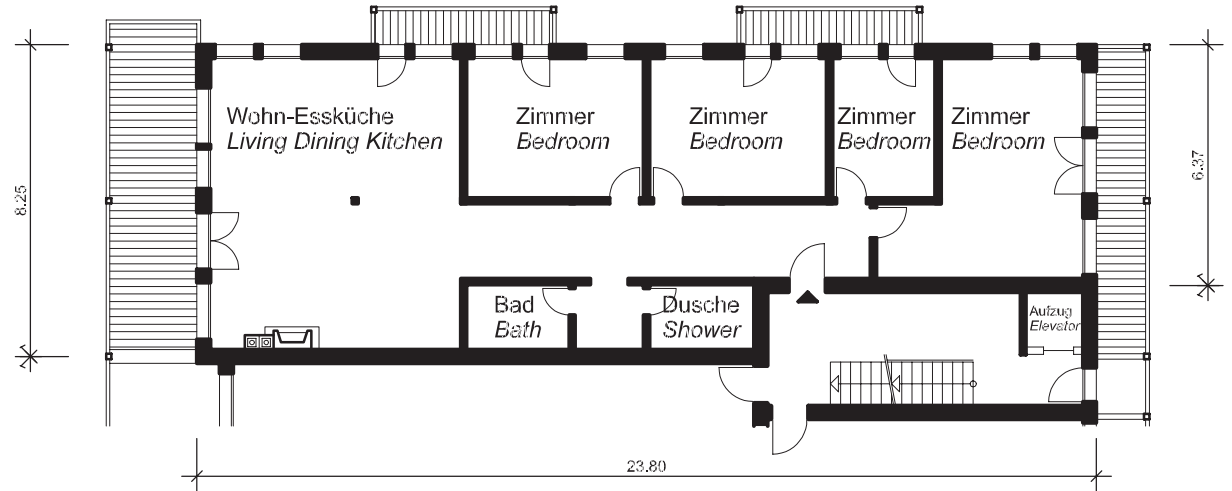 Wohn-Essküche
Living Dining Kitchen
Zimmer
Bedroom
Zimmer
Bedroom
Zimmer
Bedroom
Zimmer
Bedroom
8.25
6.37
Bad
Bath
Dusche
Shower
Aufzug
Elevator
23.80